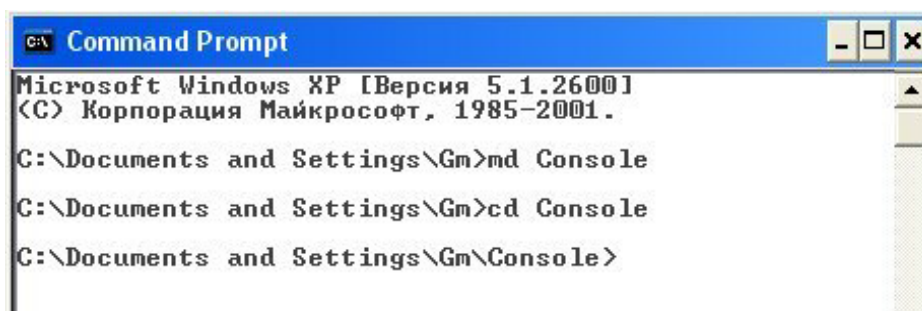 Command Prompt
Microsoft Windows XP [Версия 5.1.2600]
(С) Корпорация Майкрософт, 1985-2001.
C:\Documents and Settings\Gm>md Console
C:\Documents and Settings\Gm>cd Console
C:\Documents and Settings\Gm\Console>